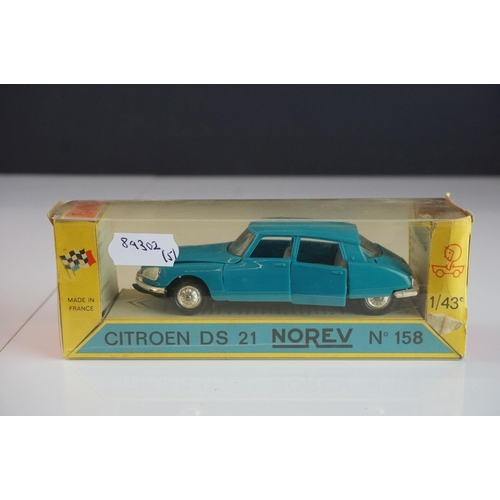 89302
(5)
MADE IN
FRANCE
1/43e
CITROEN DS 21 NOREV N° 158